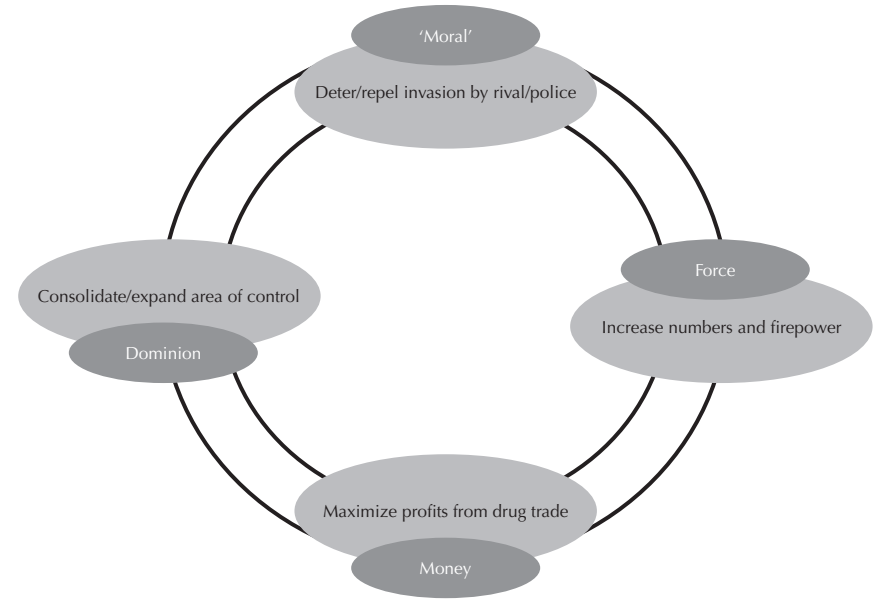 ‘Moral’
Deter/repel invasion by rival/police
Force
Increase numbers and firepower
Consolidate/expand area of control
Dominion
Maximize profits from drug trade
Money